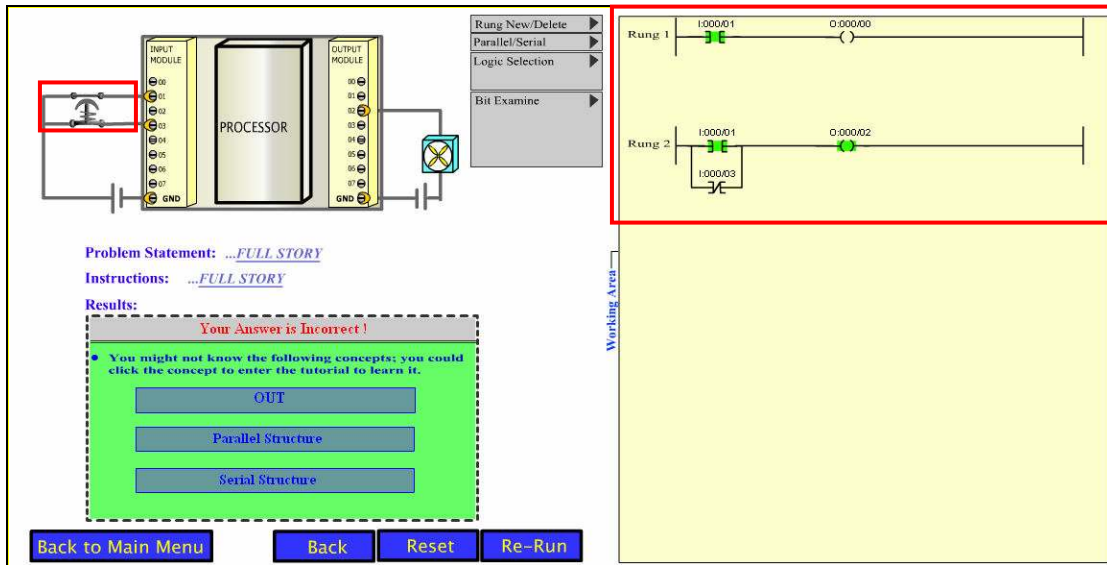 INPUT
MODULE
00
01
02
03
04
05
06
07
GND
PROCESSOR
OUTPUT
MODULE
00
01
02
03
04
05
06
07
GND
Rung New/Delete
Parallel/Serial
Logic Selection
Bit Examine
Rung 1
I:000/01
O:000/00
Rung 2
I:000/01
O:000/02
I:000/03
Working Area
Problem Statement: ...FULL STORY
Instructions: ...FULL STORY
Results:
Your Answer is Incorrect !
• You might not know the following concepts; you could
click the concept to enter the tutorial to learn it.
OUT
Parallel Structure
Serial Structure
Back to Main Menu
Back
Reset
Re-Run